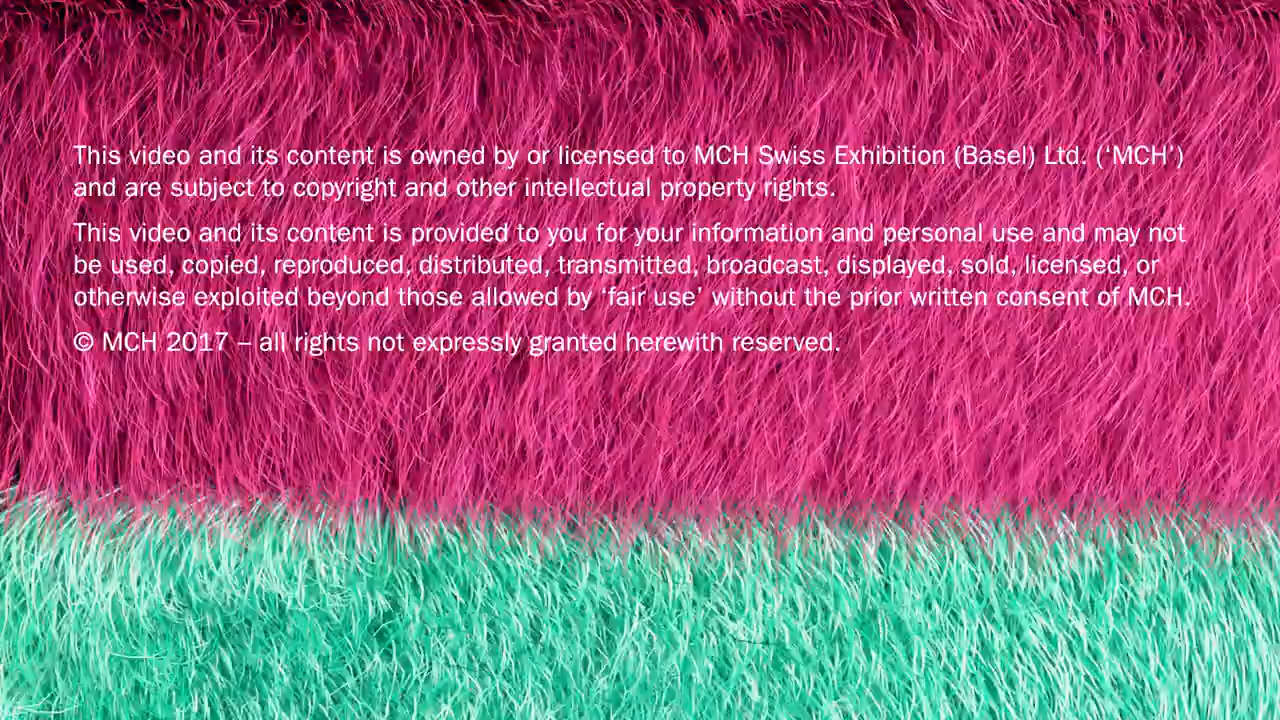 This video and its content is owned by or licensed to MCH Swiss Exhibition (Basel) Ltd. (‘MCH’)
and are subject to copyright and other intellectual property rights.
This video and its content is provided to you for your information and personal use and may not
be used, copied, reproduced, distributed, transmitted, broadcast, displayed, sold, licensed, or
otherwise exploited beyond those allowed by ‘fair use’ without the prior written consent of MCH.
© MCH 2017 – all rights not expressly granted herewith reserved.